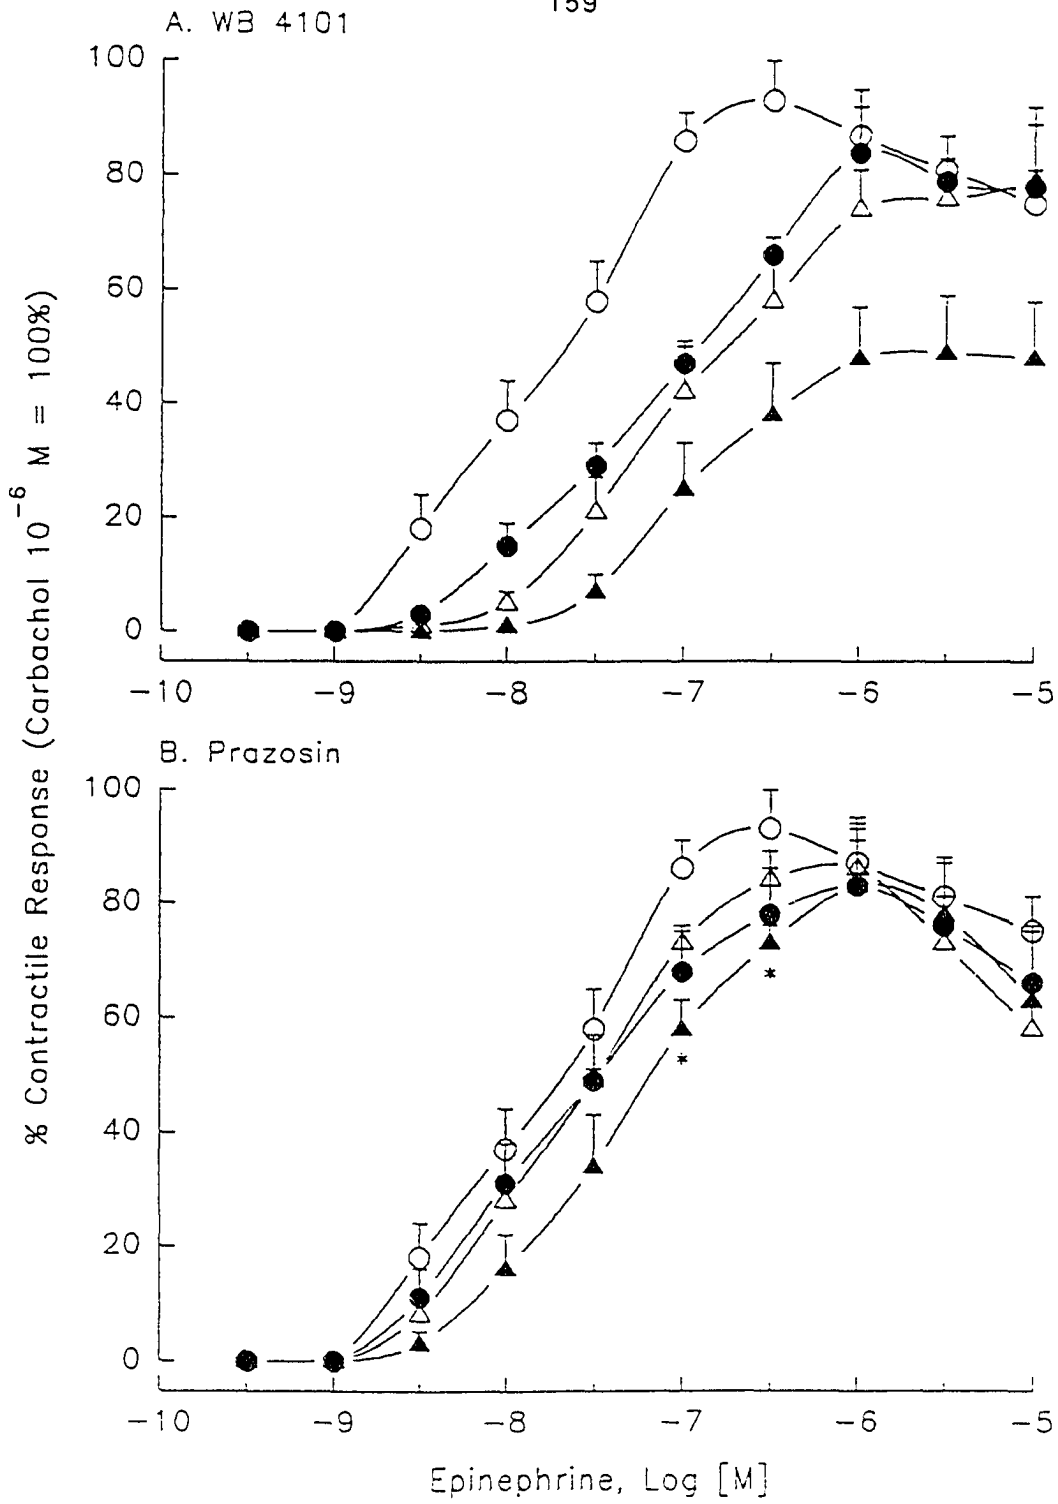 159
A. WB 4101
100
80
60
40
20
0
-10 -9 -8 -7 -6 -5
% Contractile Response (Carbachol 10⁻⁶ M = 100%)
B. Prazosin
100
80
60
40
20
0
*
*
-10 -9 -8 -7 -6 -5
Epinephrine, Log [M]